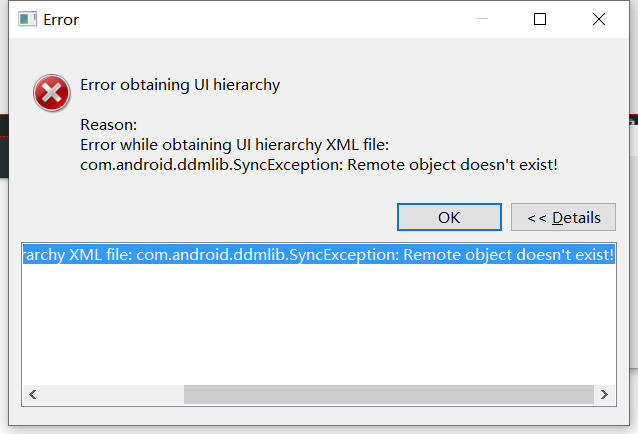 Error
Error obtaining UI hierarchy
Reason:
Error while obtaining UI hierarchy XML file:
com.android.ddmlib.SyncException: Remote object doesn't exist!
OK
<< Details
rarchy XML file: com.android.ddmlib.SyncException: Remote object doesn't exist!